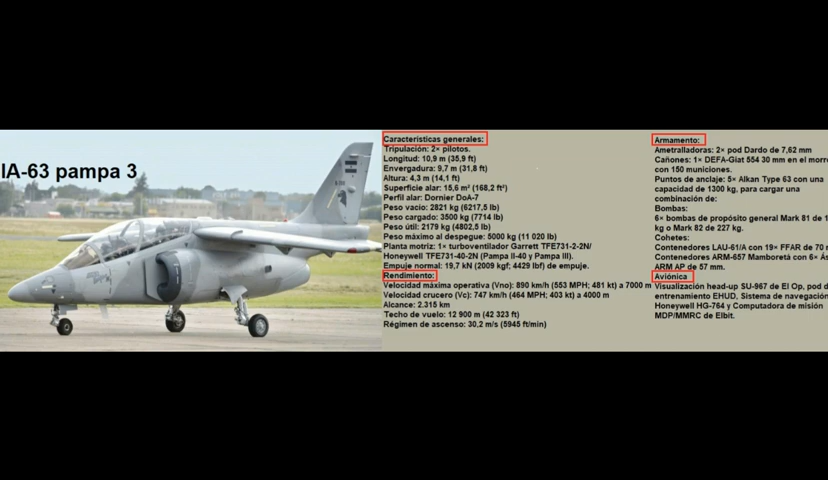 IA-63 pampa 3
Características generales:
Tripulación: 2× pilotos.
Longitud: 10,9 m (35,9 ft)
Envergadura: 9,7 m (31,8 ft)
Altura: 4,3 m (14,1 ft)
Superficie alar: 15,6 m² (168,2 ft²)
Perfil alar: Dornier DoA-7
Peso vacío: 2821 kg (6217,5 lb)
Peso cargado: 3500 kg (7714 lb)
Peso útil: 2179 kg (4802,5 lb)
Peso máximo al despegue: 5000 kg (11 020 lb)
Planta motriz: 1× turboventilador Garrett TFE731-2-2N/
Honeywell TFE731-40-2N (Pampa II-40 y Pampa III).
Empuje normal: 19,7 kN (2009 kgf; 4429 lbf) de empuje.
Rendimiento:
Velocidad máxima operativa (Vno): 890 km/h (553 MPH; 481 kt) a 7000 m
Velocidad crucero (Vc): 747 km/h (464 MPH; 403 kt) a 4000 m
Alcance: 2.315 km
Techo de vuelo: 12 900 m (42 323 ft)
Régimen de ascenso: 30,2 m/s (5945 ft/min)
Armamento:
Ametralladoras: 2× pod Dardo de 7,62 mm
Cañones: 1× DEFA-Giat 554 30 mm en el morro
con 150 municiones.
Puntos de anclaje: 5× Alkan Type 63 con una
capacidad de 1300 kg, para cargar una
combinación de:
Bombas:
6× bombas de propósito general Mark 81 de 1
kg o Mark 82 de 227 kg.
Cohetes:
Contenedores LAU-61/A con 19× FFAR de 70
Contenedores ARM-657 Mamboretá con 6×
ARM AP de 57 mm.
Aviónica
Visualización head-up SU-967 de El Op, pod
entrenamiento EHUD, Sistema de navegación
Honeywell HG-764 y Computadora de misión
MDP/MMRC de Elbit.